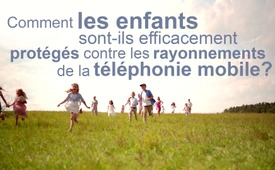 Comment les enfants
sont-ils efficacement
protégés contre les rayonnements
de la téléphonie mobile?